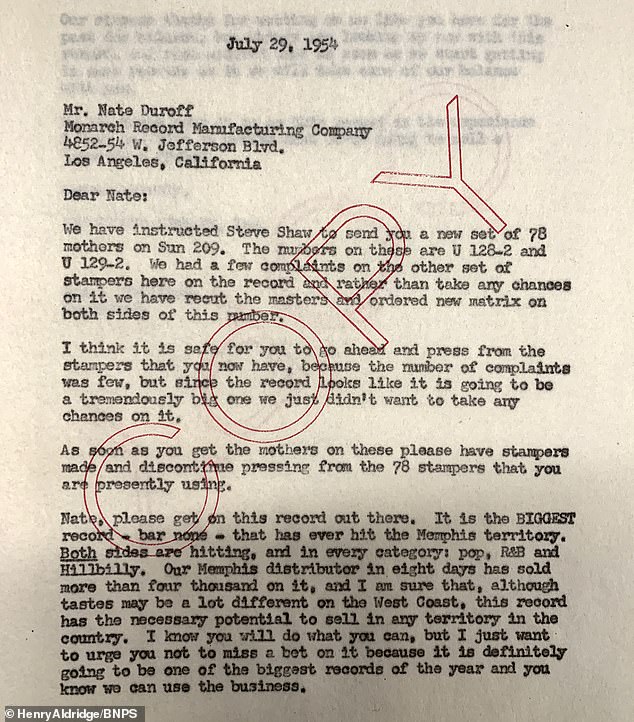 July 29, 1954
Mr. Nate Duroff
Monarch Record Manufacturing Company
4852-54 W. Jefferson Blvd.
Los Angeles, California
Dear Nate:
We have instructed Steve Shaw to send you a new set of 78
mothers on Sun 209. The numbers on these are U 128-2 and
U 129-2. We had a few complaints on the other set of
stampers here on the record and rather than take any chances
on it we have recut the masters and ordered new matrix on
both sides of this number.
I think it is safe for you to go ahead and press from the
stampers that you now have, because the number of complaints
was few, but since the record looks like it is going to be
a tremendously big one we just didn't want to take any
chances on it.
As soon as you get the mothers on these please have stampers
made and discontinue pressing from the 78 stampers that you
are presently using.
Nate, please get on this record out there. It is the BIGGEST
record - bar none - that has ever hit the Memphis territory.
Both sides are hitting, and in every category: pop, R&B and
Hillbilly. Our Memphis distributor in eight days has sold
more than four thousand on it, and I am sure that, although
tastes may be a lot different on the West Coast, this record
has the necessary potential to sell in any territory in the
country. I know you will do what you can, but I just want
to urge you not to miss a bet on it because it is definitely
going to be one of the biggest records of the year and you
know we can use the business.
COPY
© HenryAldridge/BNPS